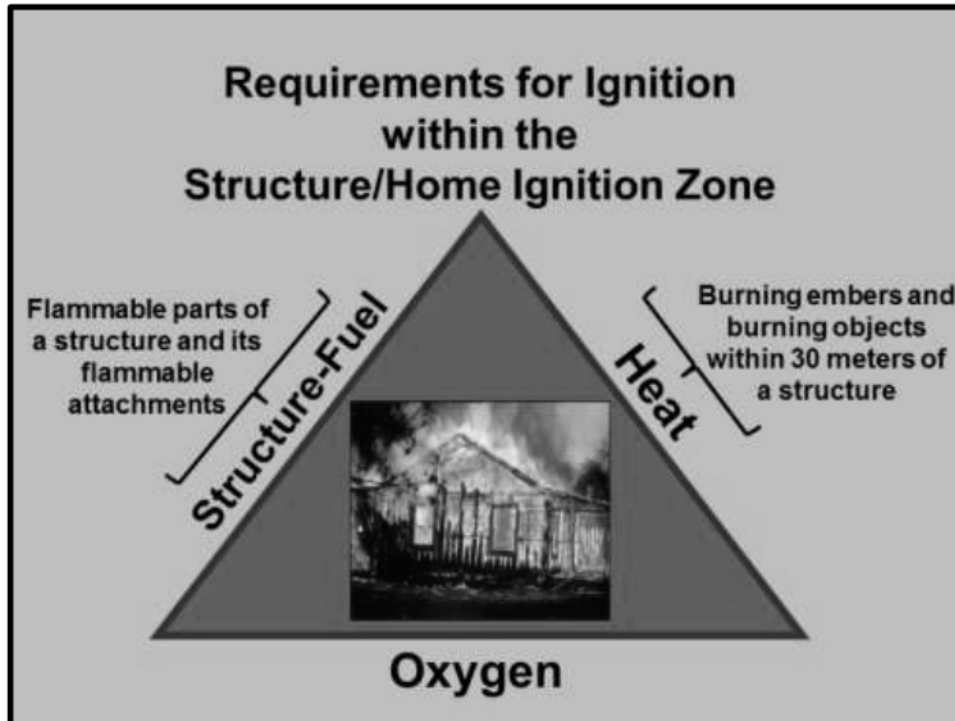 Requirements for Ignition
within the
Structure/Home Ignition Zone
Flammable parts of
a structure and its
flammable
attachments
Structure-Fuel
Heat
Burning embers and
burning objects
within 30 meters of
a structure
Oxygen